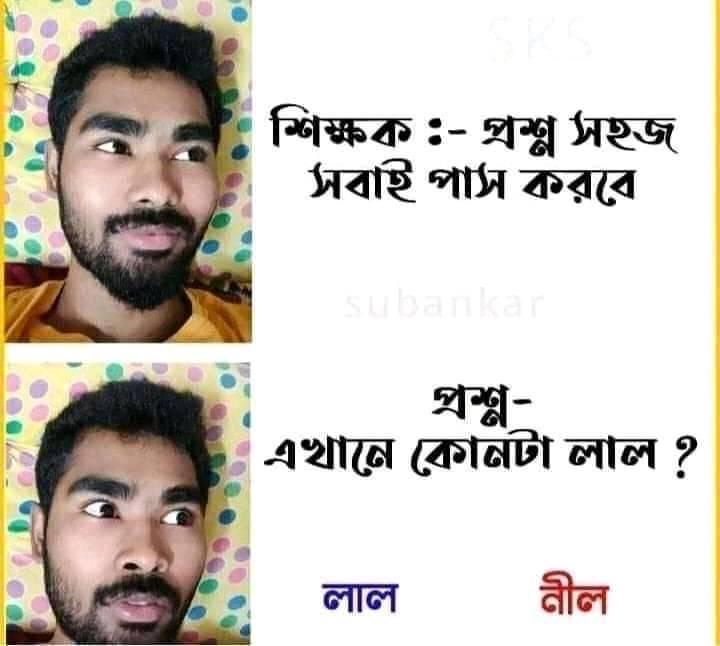 SKS
শিক্ষক :- প্রশ্ন সহজ
সবাই পাস করবে
subankar
প্রশ্ন-
এখানে কোনটা লাল ?
লাল নীল